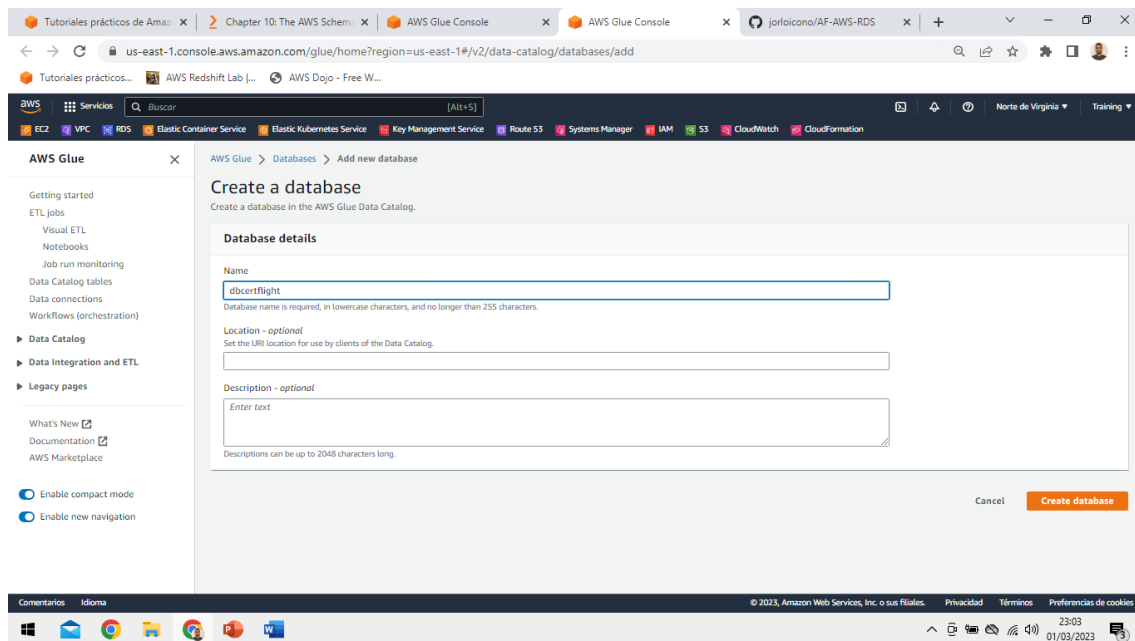 Tutoriales prácticos de Amaz
Chapter 10: The AWS Schema
AWS Glue Console
AWS Glue Console
jorloicono/AF-AWS-RDS
us-east-1.console.aws.amazon.com/glue/home?region=us-east-1#/v2/data-catalog/databases/add
Tutoriales prácticos...
AWS Redshift Lab |...
AWS Dojo - Free W...
aws
Servicios
Buscar
[Alt+S]
Norte de Virginia
Training
EC2
VPC
RDS
Elastic Container Service
Elastic Kubernetes Service
Key Management Service
Route 53
Systems Manager
IAM
S3
CloudWatch
CloudFormation
AWS Glue
Getting started
ETL jobs
Visual ETL
Notebooks
Job run monitoring
Data Catalog tables
Data connections
Workflows (orchestration)
Data Catalog
Data Integration and ETL
Legacy pages
What's New
Documentation
AWS Marketplace
Enable compact mode
Enable new navigation
AWS Glue > Databases > Add new database
Create a database
Create a database in the AWS Glue Data Catalog.
Database details
Name
dbcertflight
Database name is required, in lowercase characters, and no longer than 255 characters.
Location - optional
Set the URI location for use by clients of the Data Catalog.
Description - optional
Enter text
Descriptions can be up to 2048 characters long.
Cancel
Create database
Comentarios
Idioma
© 2023, Amazon Web Services, Inc. o sus filiales.
Privacidad
Términos
Preferencias de cookies
23:03
01/03/2023
3